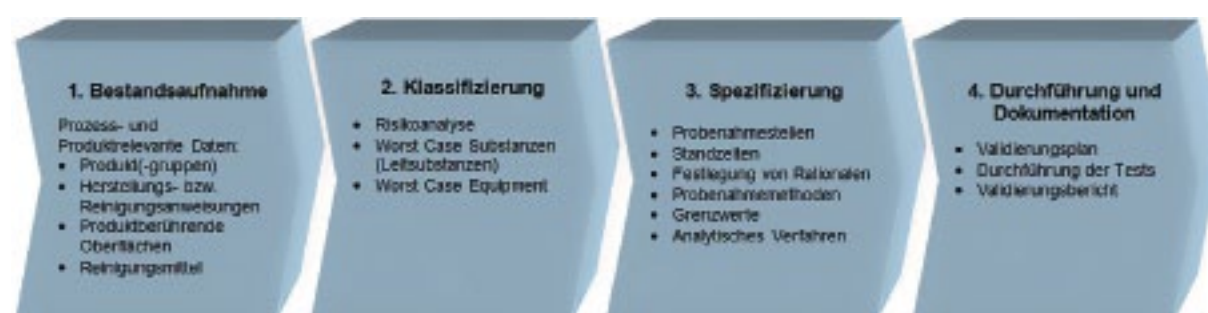 1. Bestandsaufnahme
Prozess- und
Produktrelevante Daten:
• Produkt(-gruppen)
• Herstellungs- bzw.
Reinigungsanweisungen
• Produktberührende
Oberflächen
• Reinigungsmittel
2. Klassifizierung
• Risikoanalyse
• Worst Case Substanzen
(Leitsubstanzen)
• Worst Case Equipment
3. Spezifizierung
• Probenahmestellen
• Standzeiten
• Festlegung von Rationalen
• Probenahmemethoden
• Grenzwerte
• Analytisches Verfahren
4. Durchführung und
Dokumentation
• Validierungsplan
• Durchführung der Tests
• Validierungsbericht